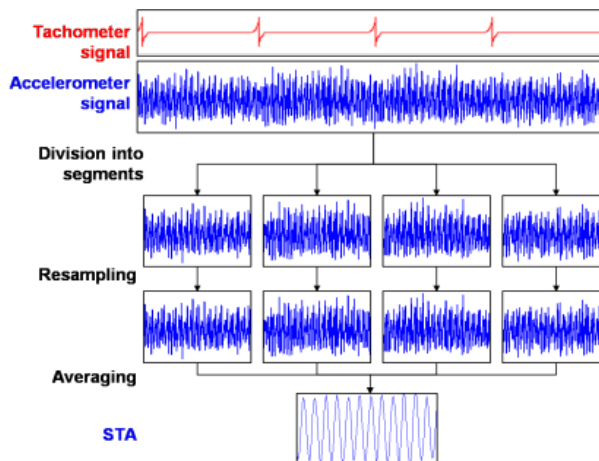 Tachometer
signal
Accelerometer
signal
Division into
segments
Resampling
Averaging
STA